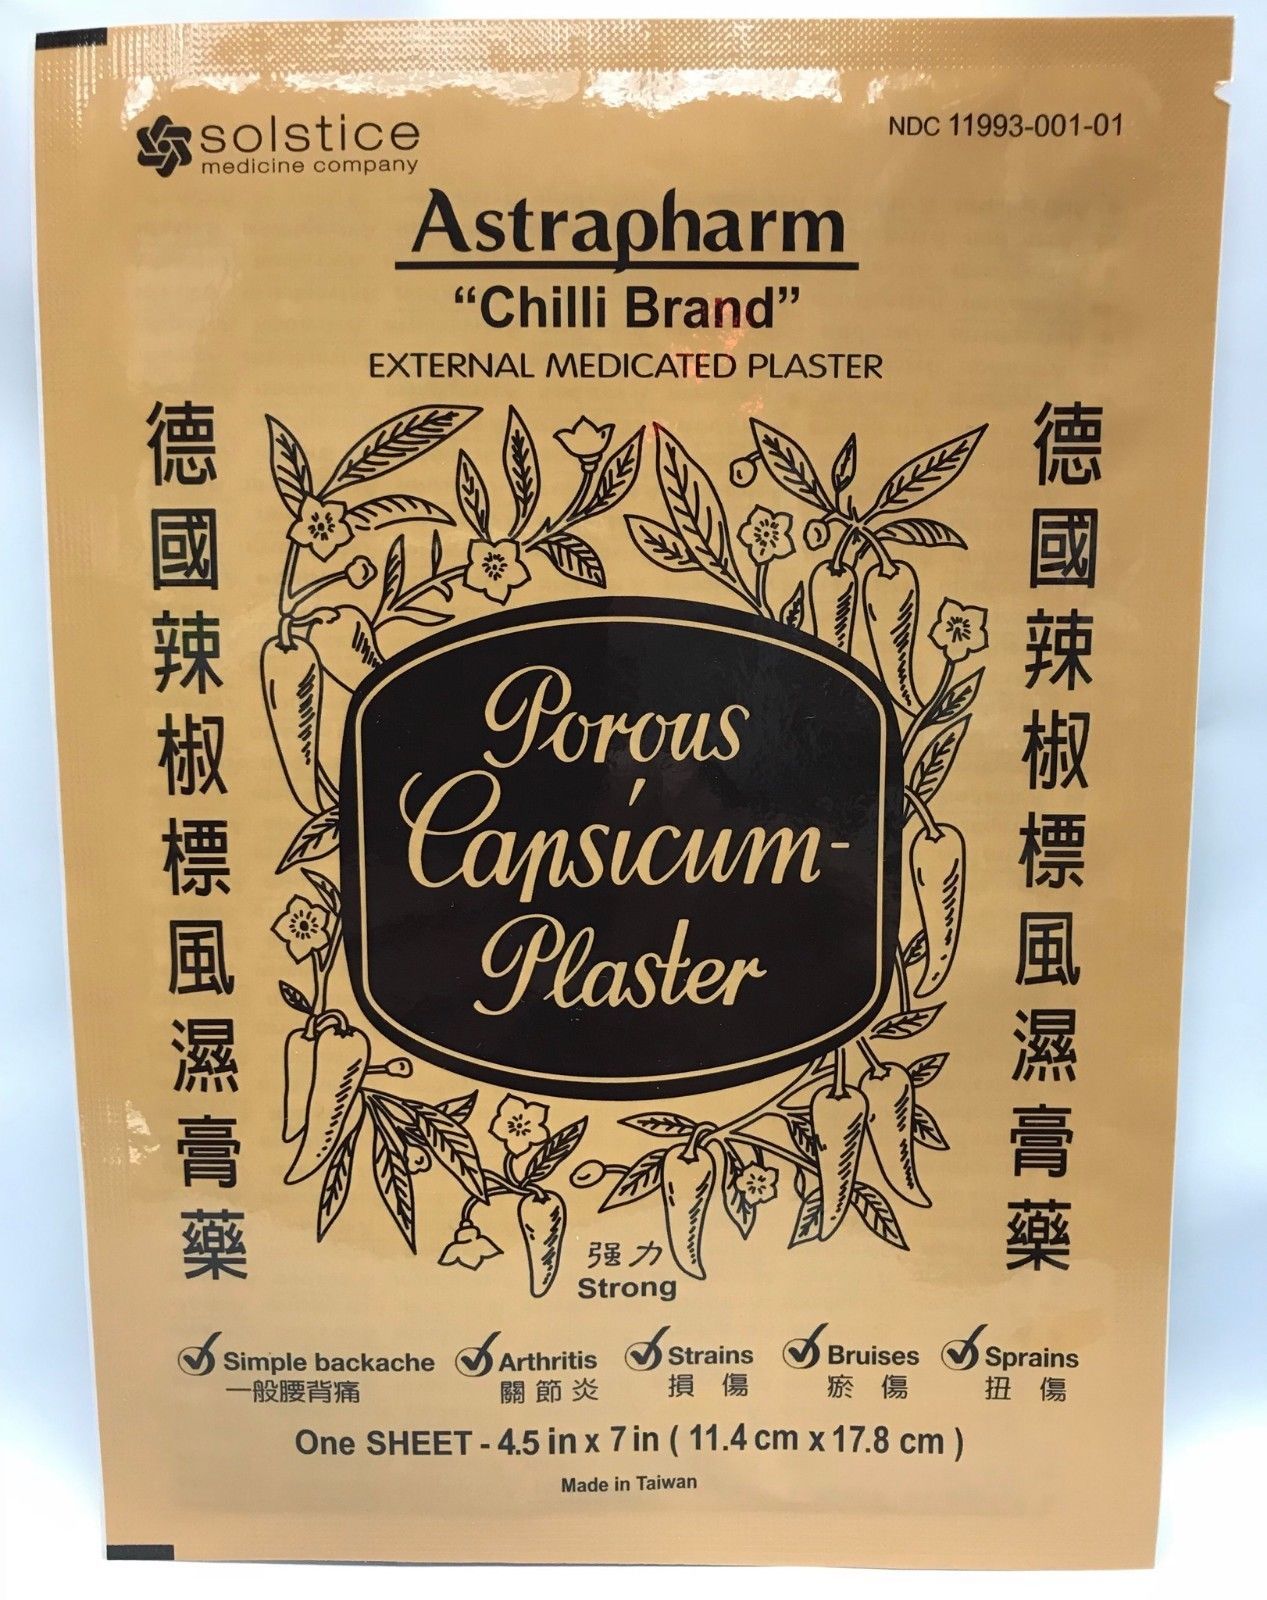 solstice
medicine company
NDC 11993-001-01
Astrapharm
“Chilli Brand”
EXTERNAL MEDICATED PLASTER
德國辣椒標風濕膏藥
德國辣椒標風濕膏藥
Porous
Capsicum-
Plaster
强力
Strong
Simple backache
一般腰背痛
Arthritis
關節炎
Strains
損傷
Bruises
瘀傷
Sprains
扭傷
One SHEET - 4.5 in x 7 in ( 11.4 cm x 17.8 cm )
Made in Taiwan